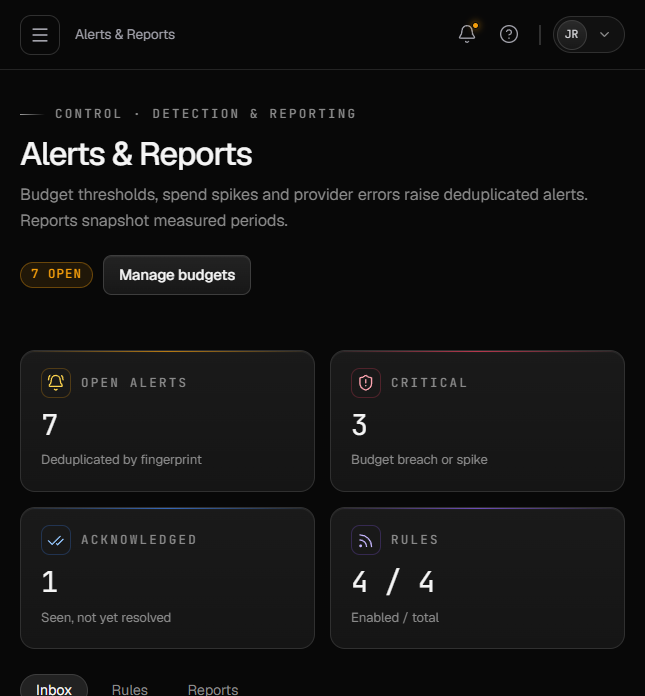 Alerts & Reports
JR
CONTROL · DETECTION & REPORTING
Alerts & Reports
Budget thresholds, spend spikes and provider errors raise deduplicated alerts.
Reports snapshot measured periods.
7 OPEN
Manage budgets
OPEN ALERTS
7
Deduplicated by fingerprint
CRITICAL
3
Budget breach or spike
ACKNOWLEDGED
1
Seen, not yet resolved
RULES
4 / 4
Enabled / total
Inbox Rules Reports